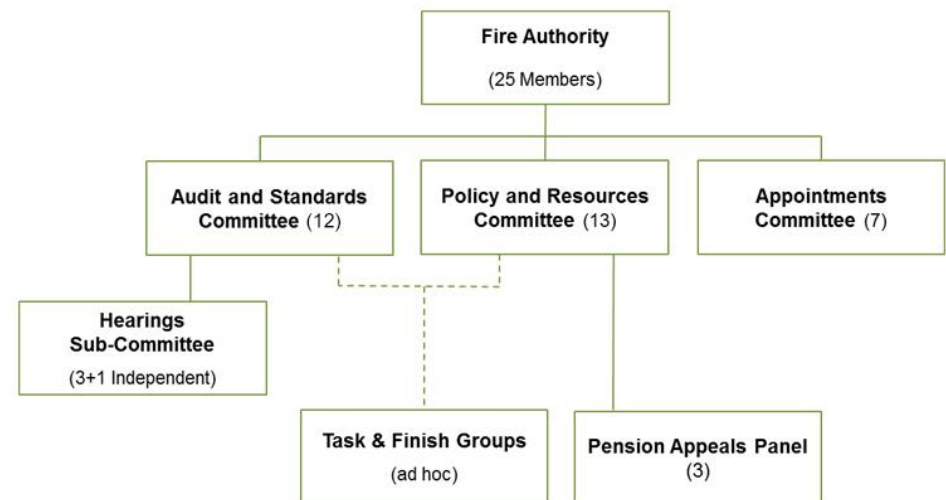 Fire Authority
(25 Members)
Audit and Standards
Committee (12)
Policy and Resources
Committee (13)
Appointments
Committee (7)
Hearings
Sub-Committee
(3+1 Independent)
Task & Finish Groups
(ad hoc)
Pension Appeals Panel
(3)